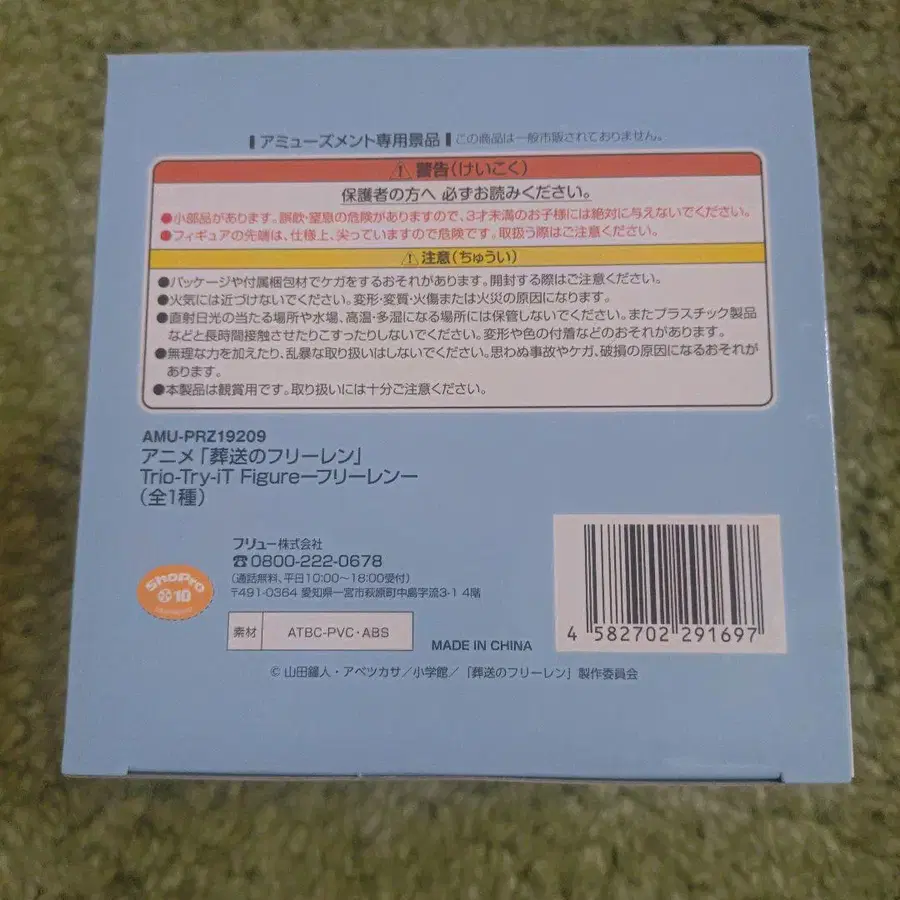 アミューズメント専用景品 この商品は一般市販されておりません。
⚠警告(けいこく)
保護者の方へ 必ずお読みください。
●小部品があります。誤飲・窒息の危険がありますので、3才未満のお子様には絶対に与えないでください。
●フィギュアの先端は、仕様上、尖っていますので危険です。取扱う際はご注意ください。
⚠注意(ちゅうい)
●パッケージや付属梱包材でケガをするおそれがあります。開封する際はご注意ください。
●火気には近づけないでください。変形・変質・火傷または火災の原因になります。
●直射日光の当たる場所や水場、高温・多湿になる場所には保管しないでください。またプラスチック製品
などと長時間接触させたりこすったりしないでください。変形や色の付着などのおそれがあります。
●無理な力を加えたり、乱暴な取り扱いはしないでください。思わぬ事故やケガ、破損の原因になるおそれが
あります。
●本製品は観賞用です。取り扱いには十分ご注意ください。
AMU-PRZ19209
アニメ「葬送のフリーレン」
Trio-Try-iT Figureーフリーレンー
(全1種)
フリュー株式会社
☎0800-222-0678
(通話無料、平日10:00～18:00受付)
〒491-0364 愛知県一宮市萩原町中島字流3-1 4階
ShoPro
10
素材 ATBC-PVC・ABS
MADE IN CHINA
4 582702 291697
© 山田鐘人・アベツカサ／小学館／「葬送のフリーレン」製作委員会